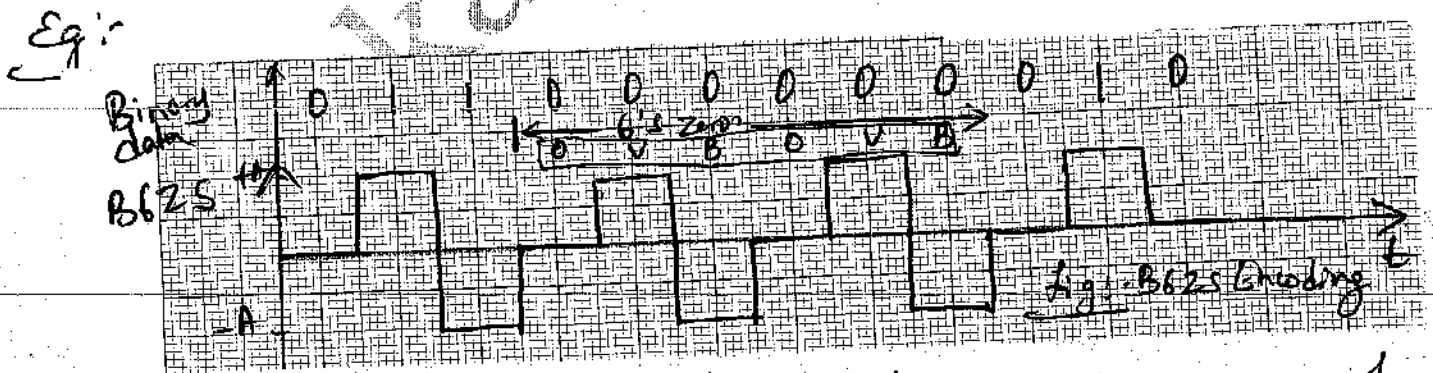 Eg:-
Binary data 0 1 1 0 0 0 0 0 0 0 1 0
6's zeros
0 V B 0 V B
+A
B6ZS
t
fig:- B6ZS Encoding
-A